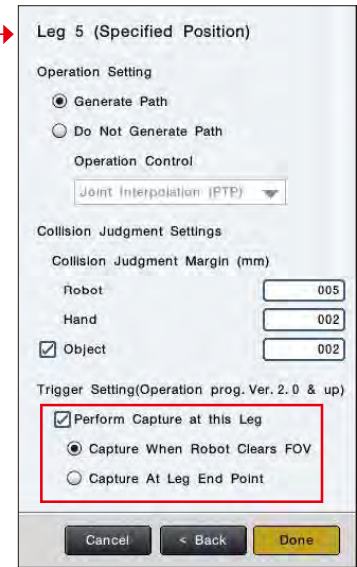 Leg 5 (Specified Position)
Operation Setting
Generate Path
Do Not Generate Path
Operation Control
Joint Interpolation (PTP)
Collision Judgment Settings
Collision Judgment Margin (mm)
Robot 005
Hand 002
Object 002
Trigger Setting(Operation prog. Ver. 2.0 & up)
Perform Capture at this Leg
Capture When Robot Clears FOV
Capture At Leg End Point
Cancel < Back Done